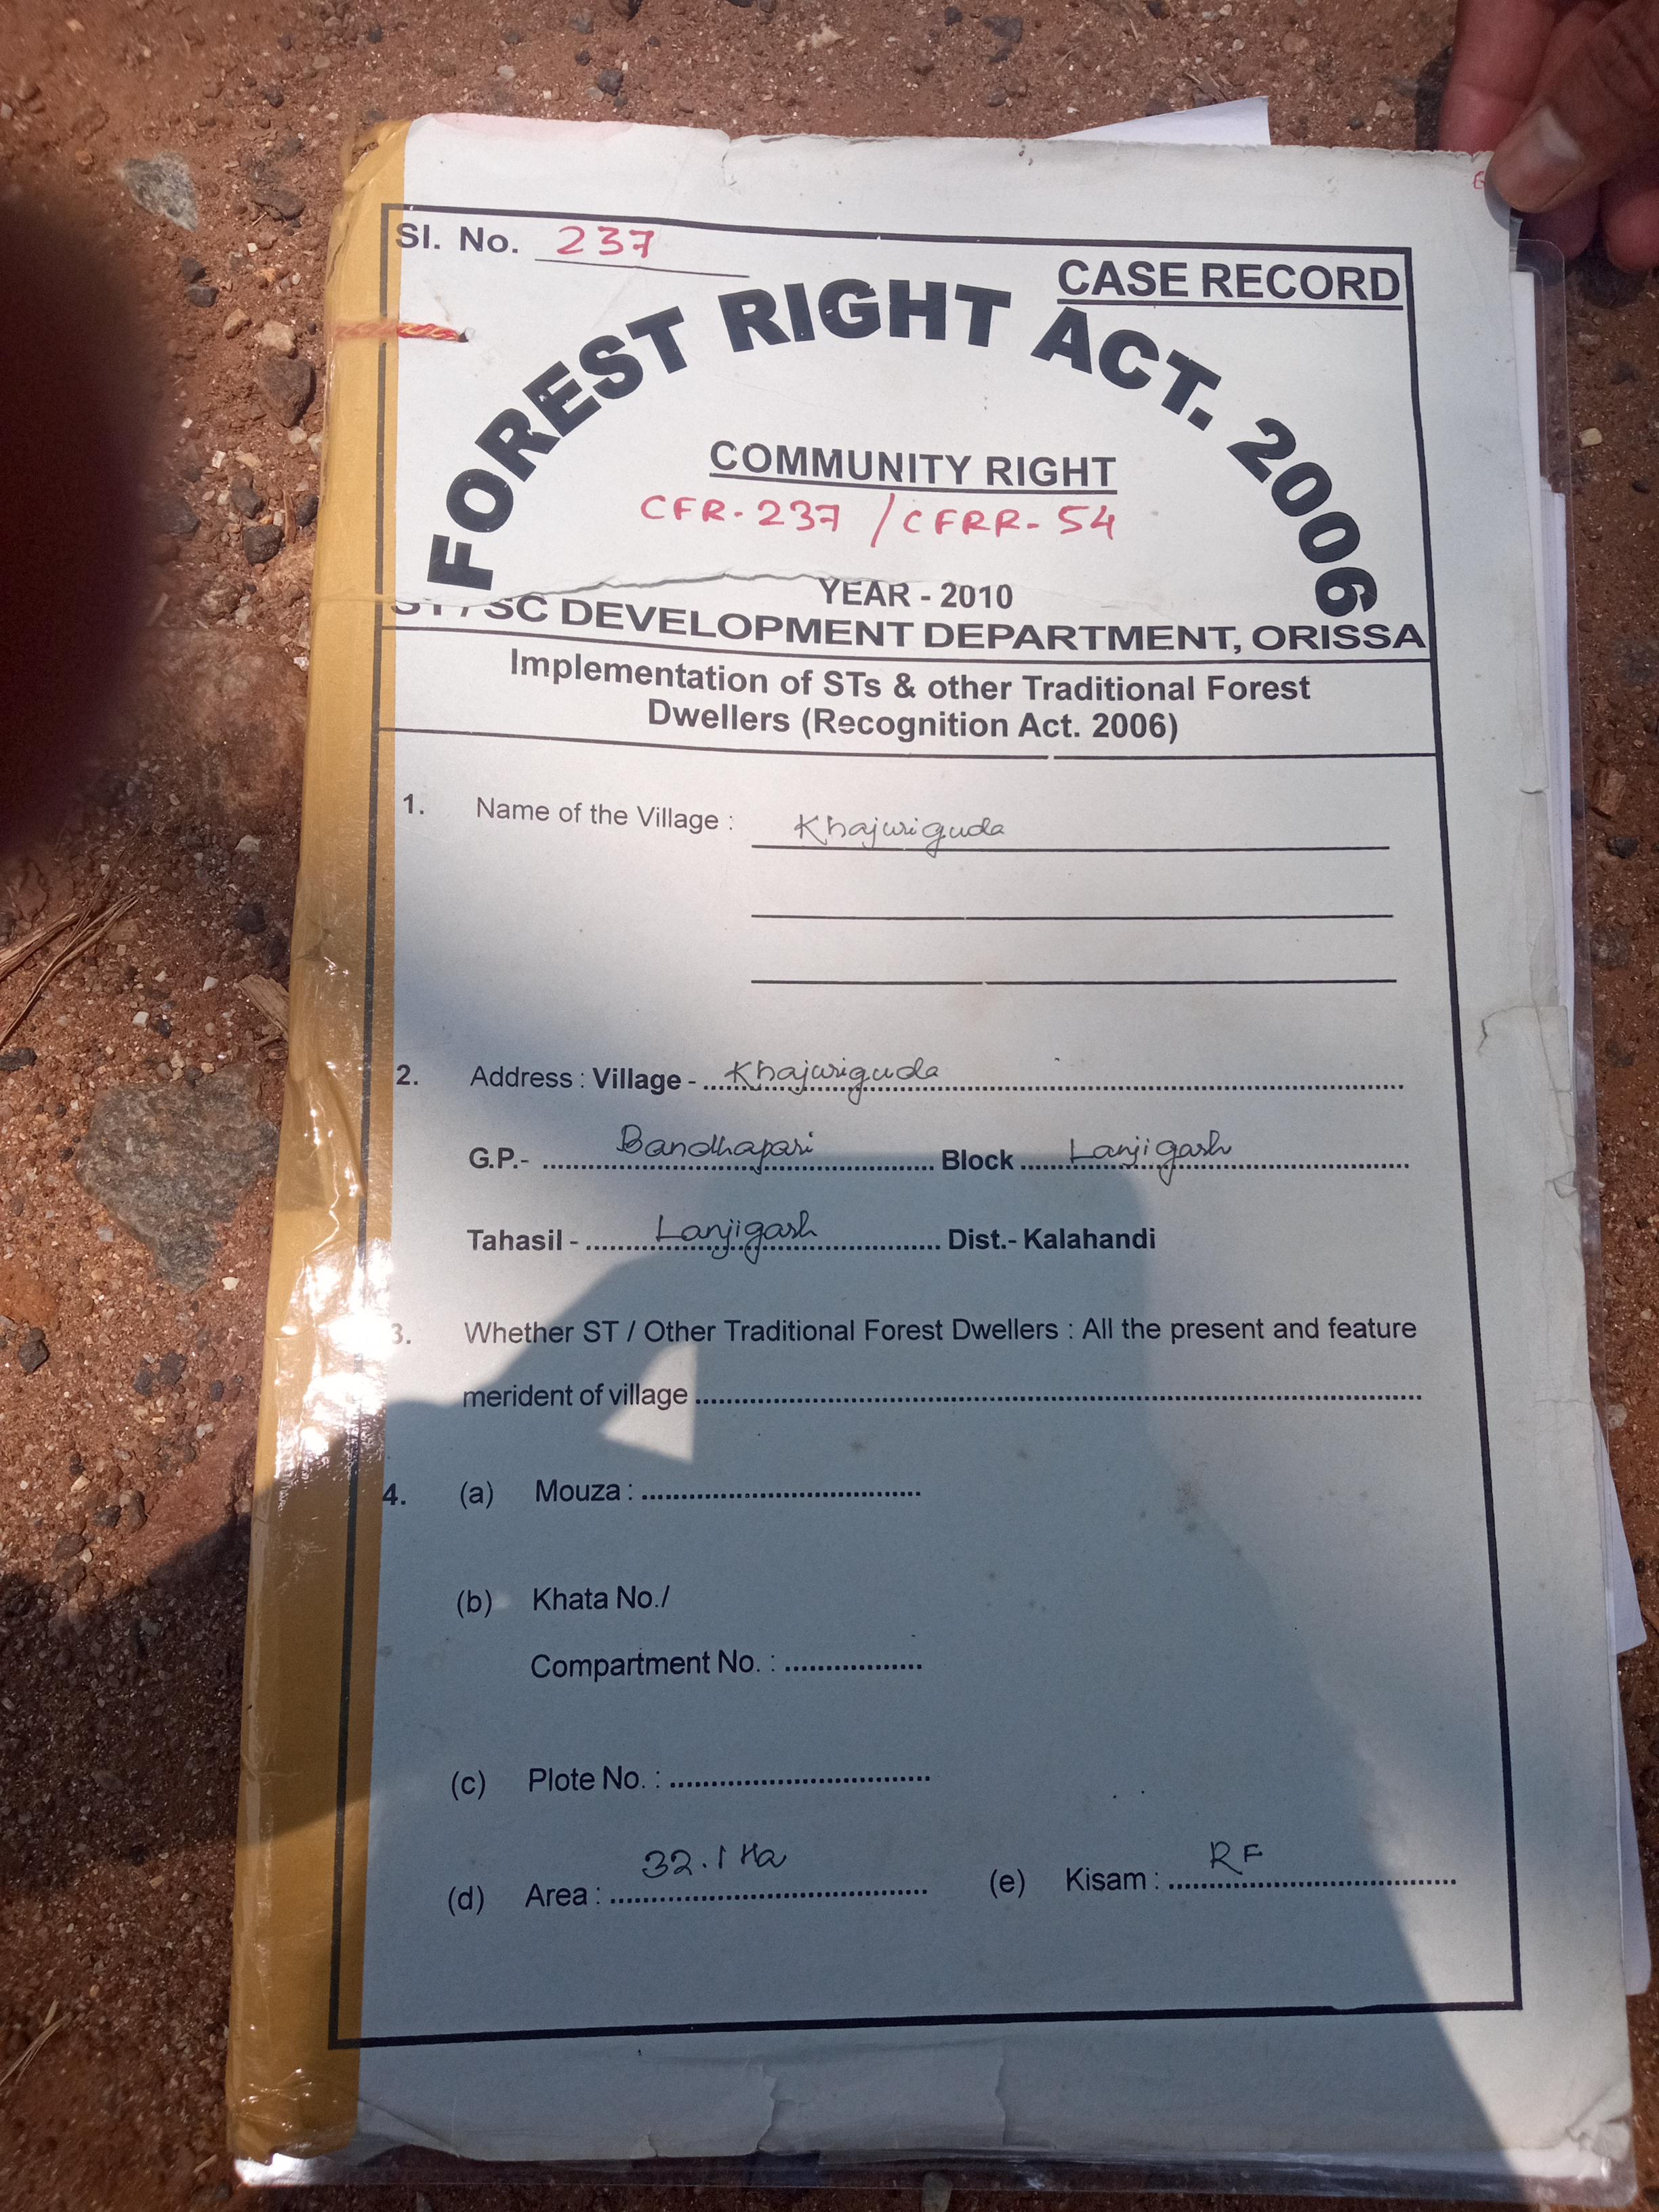 Sl. No. 237
CASE RECORD
FOREST RIGHT ACT. 2006
COMMUNITY RIGHT
CFR-237 / CFRR-54
YEAR - 2010
ST / SC DEVELOPMENT DEPARTMENT, ORISSA
Implementation of STs & other Traditional Forest
Dwellers (Recognition Act. 2006)
1. Name of the Village : Khajuriguda
2. Address : Village - Khajuriguda
G.P.- Bandhapari Block Lanjigarh
Tahasil - Lanjigarh Dist.- Kalahandi
3. Whether ST / Other Traditional Forest Dwellers : All the present and feature
merident of village
4. (a) Mouza :
(b) Khata No./
Compartment No. :
(c) Plote No. :
(d) Area : 32.1 Ha (e) Kisam : RF